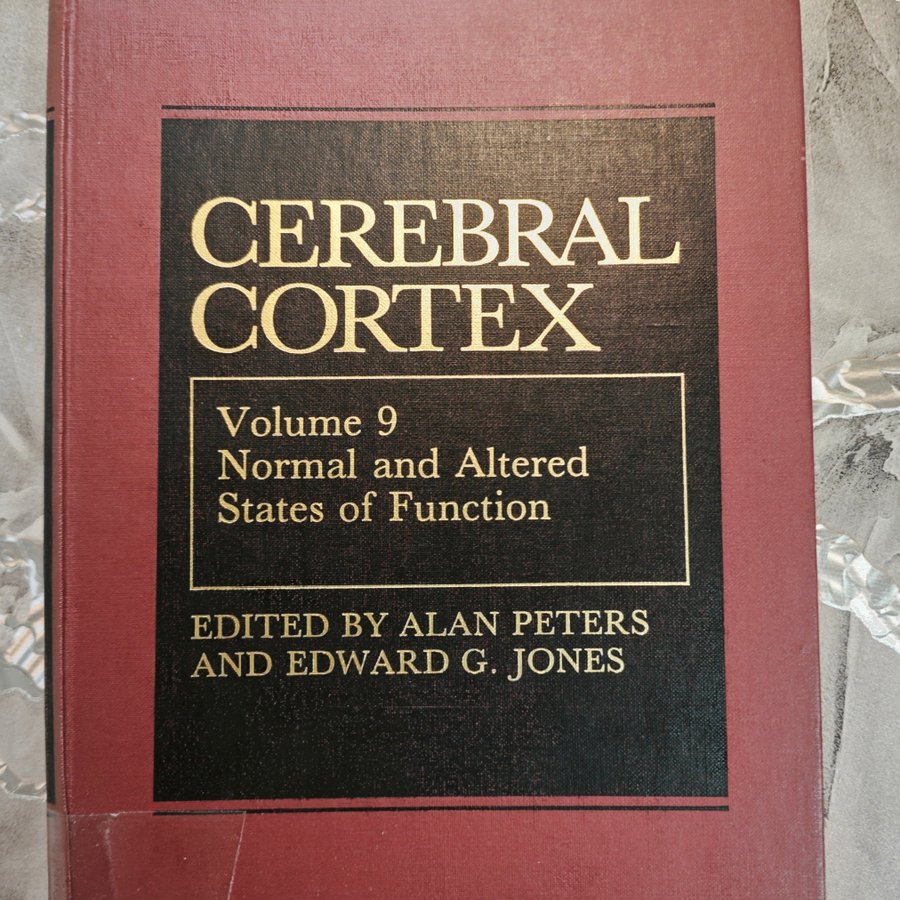 CEREBRAL
CORTEX
Volume 9
Normal and Altered
States of Function
EDITED BY ALAN PETERS
AND EDWARD G. JONES